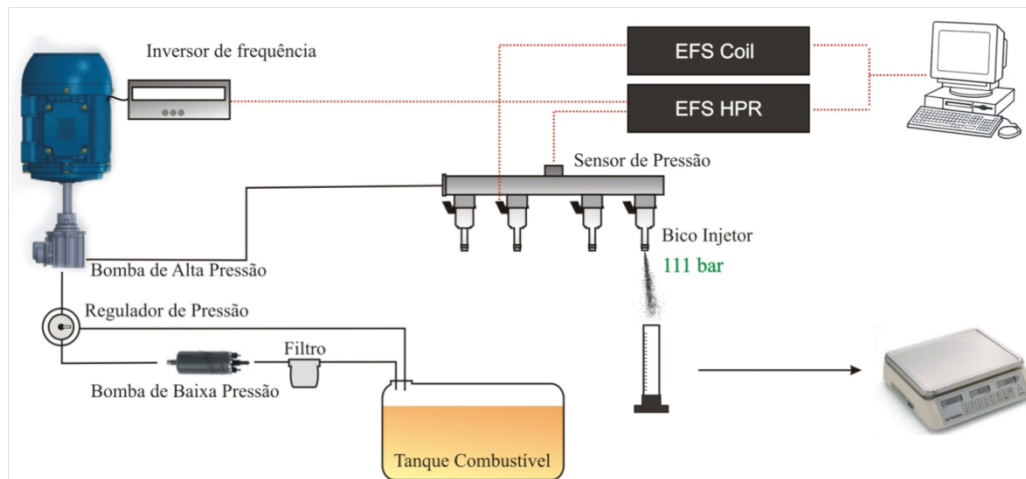 Inversor de frequência
EFS Coil
EFS HPR
Sensor de Pressão
Bico Injetor
111 bar
Bomba de Alta Pressão
Regulador de Pressão
Filtro
Bomba de Baixa Pressão
Tanque Combustível